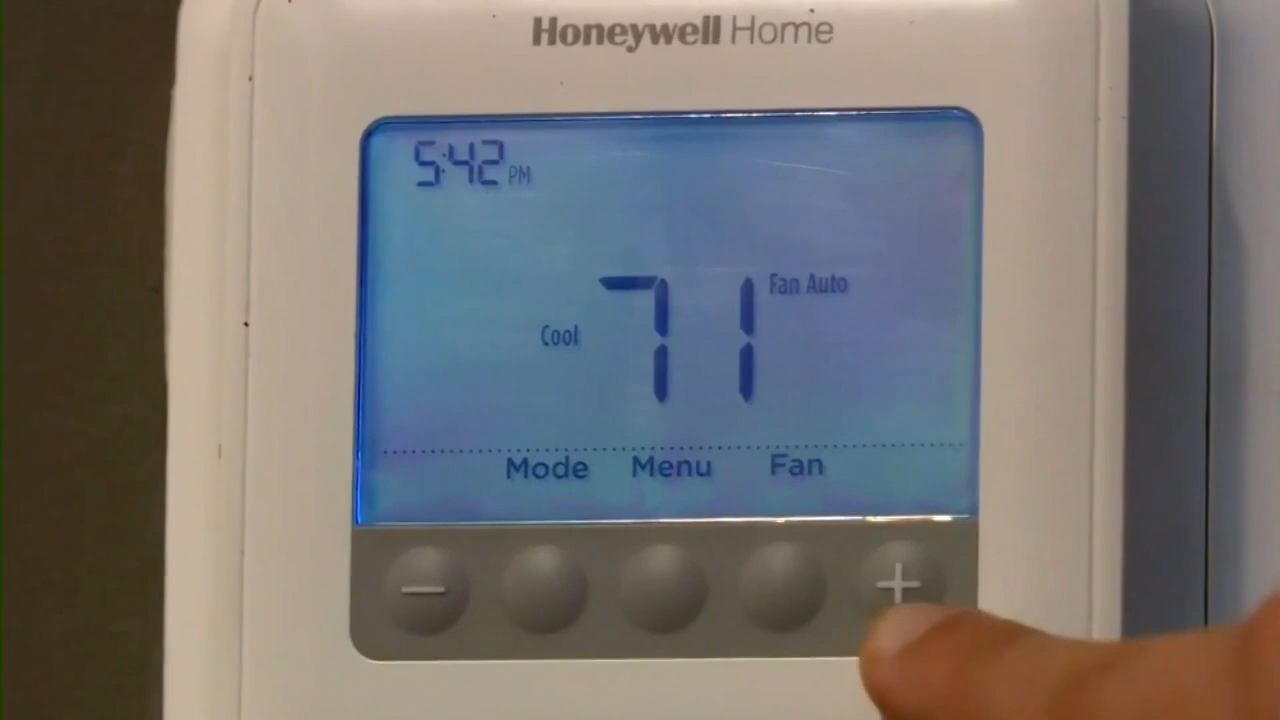 Honeywell Home
5:42 PM
Fan Auto
Cool 71
Mode Menu Fan
− +